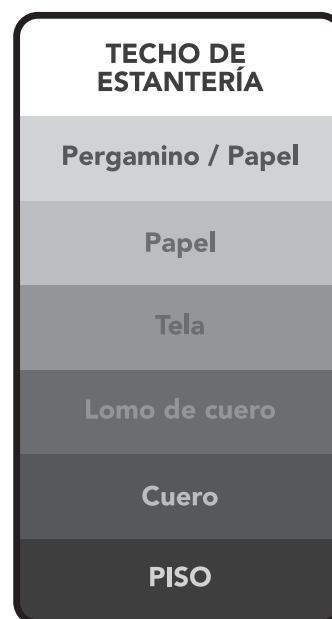 TECHO DE
ESTANTERÍA
Pergamino / Papel
Papel
Tela
Lomo de cuero
Cuero
PISO